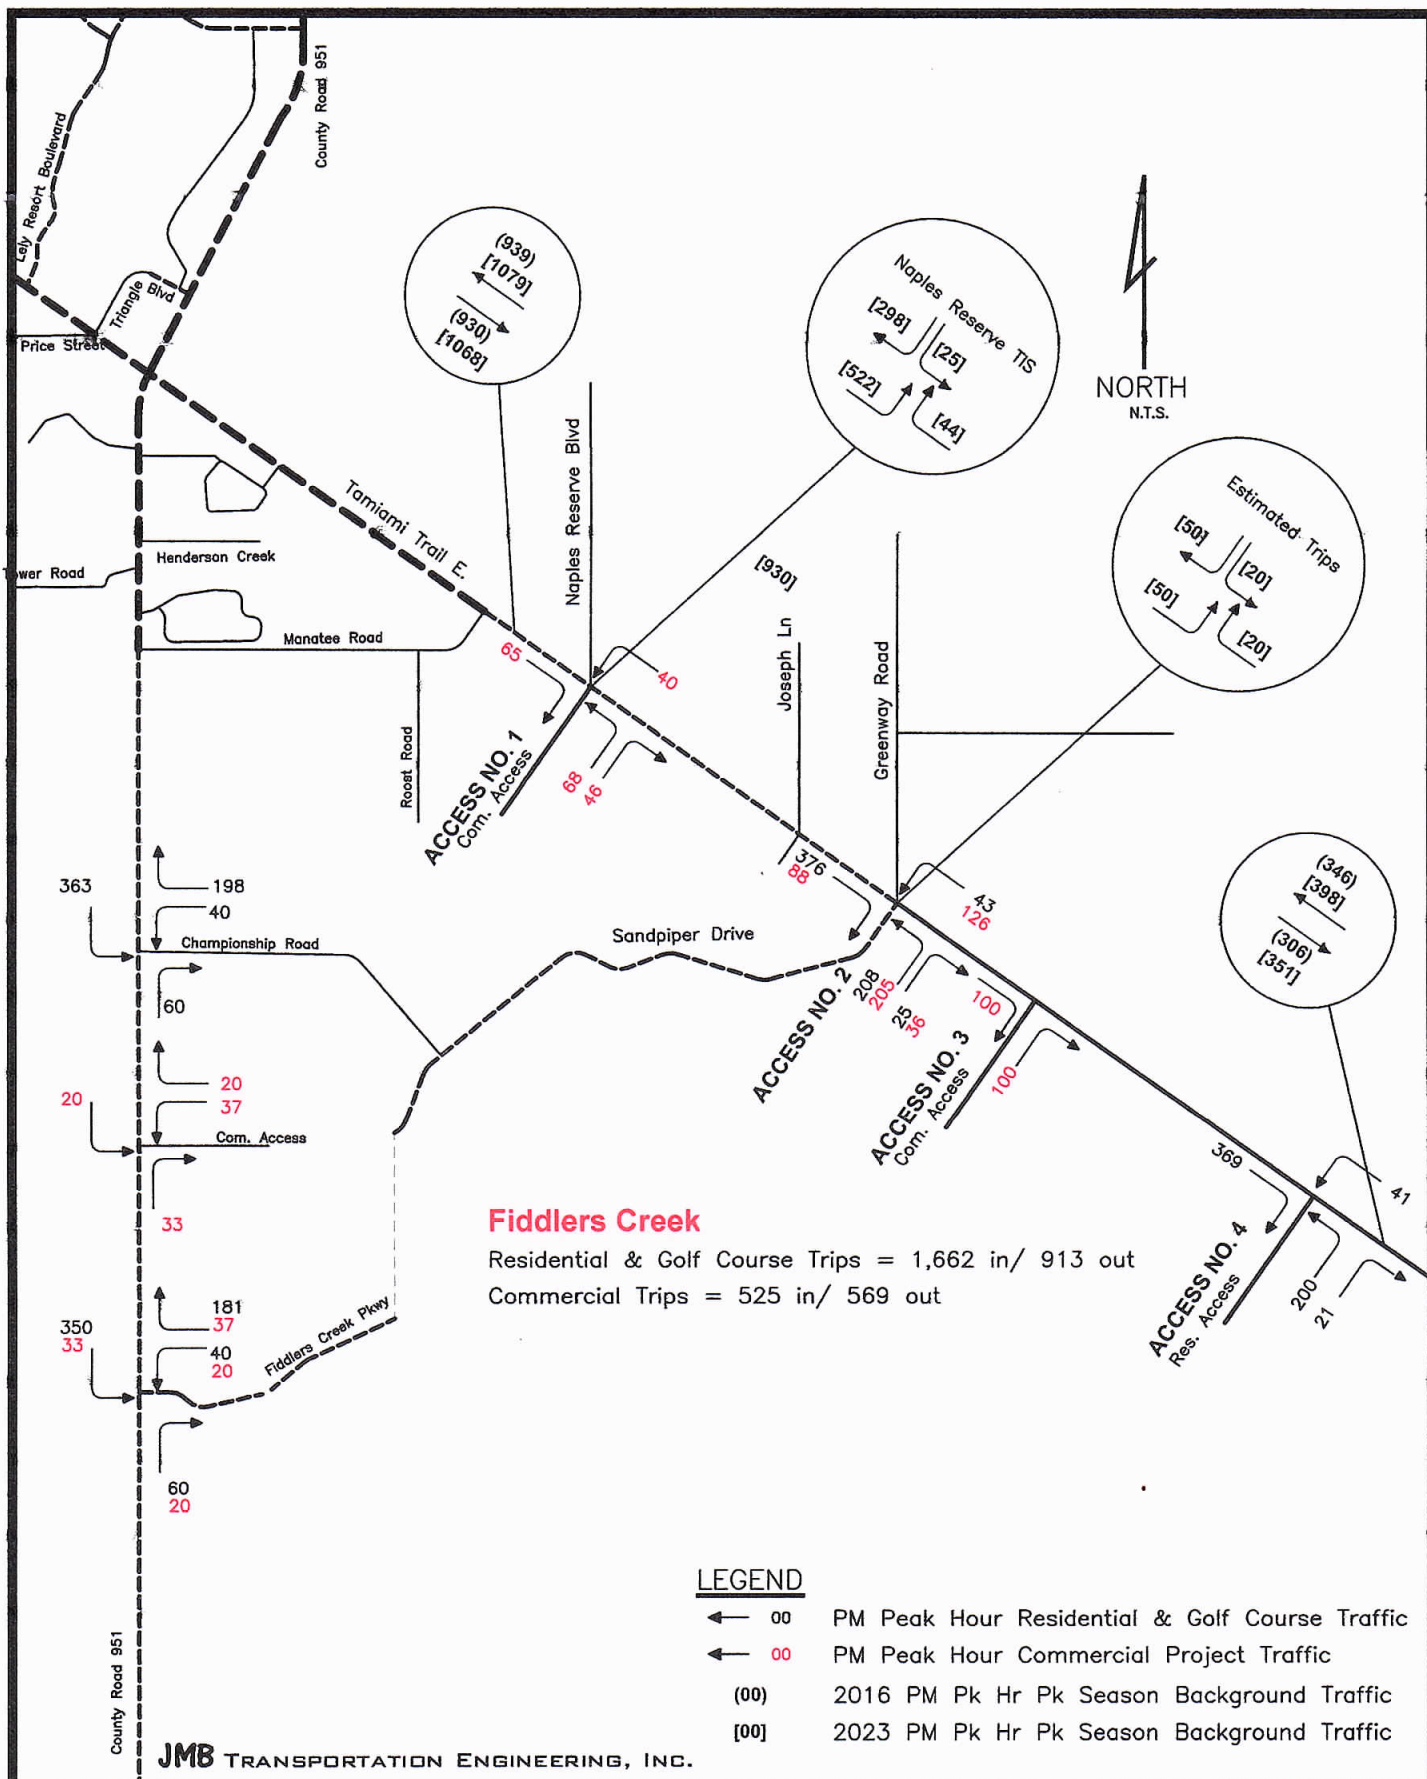 County Road 951
Lely Resort Boulevard
Triangle Blvd
Price Street
(939)
[1079]
(930)
[1068]
Naples Reserve TIS
[298]
[25]
[522]
[44]
NORTH
N.T.S.
Estimated Trips
[50]
[20]
[50]
[20]
Tamiami Trail E.
Naples Reserve Blvd
[930]
Henderson Creek
Tower Road
Manatee Road
Roost Road
Joseph Ln
Greenway Road
65
40
ACCESS NO. 1
Com. Access
68
46
376
88
43
126
(346)
[398]
(306)
[351]
363
198
40
Championship Road
60
Sandpiper Drive
ACCESS NO. 2
208
205
25
36
100
ACCESS NO. 3
Com. Access
100
20
20
37
Com. Access
33
369
41
ACCESS NO. 4
Res. Access
200
21
Fiddlers Creek
Residential & Golf Course Trips = 1,662 in/ 913 out
Commercial Trips = 525 in/ 569 out
350
33
181
37
40
20
Fiddlers Creek Pkwy
60
20
LEGEND
00 PM Peak Hour Residential & Golf Course Traffic
00 PM Peak Hour Commercial Project Traffic
(00) 2016 PM Pk Hr Pk Season Background Traffic
[00] 2023 PM Pk Hr Pk Season Background Traffic
County Road 951
JMB TRANSPORTATION ENGINEERING, INC.